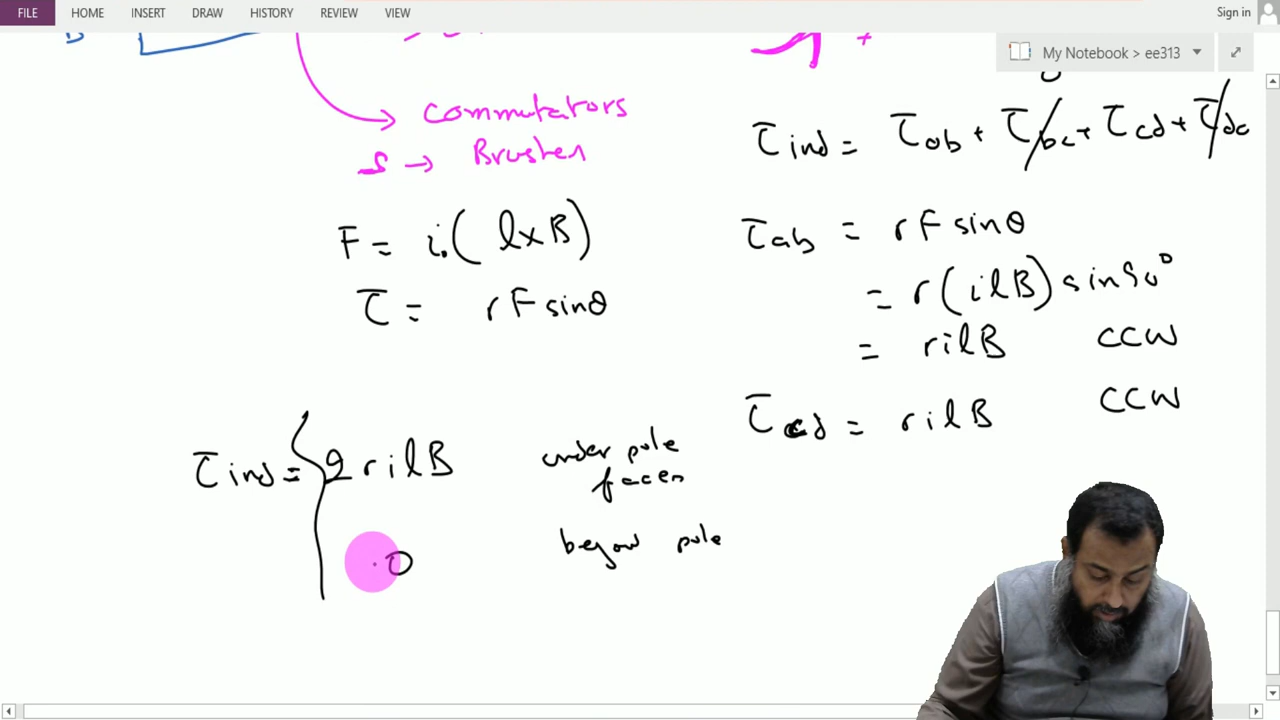 FILE HOME INSERT DRAW HISTORY REVIEW VIEW
Sign in
My Notebook > ee313
B
+
commutators
→ Brushes
F = i.( l×B)
τ = rF sinθ
τind = 2rilB under pole faces
0 beyond pole
τind = τab + τbc + τcd + τdc
τab = rF sinθ
= r(ilB) sin90°
= rilB CCW
τcd = rilB CCW